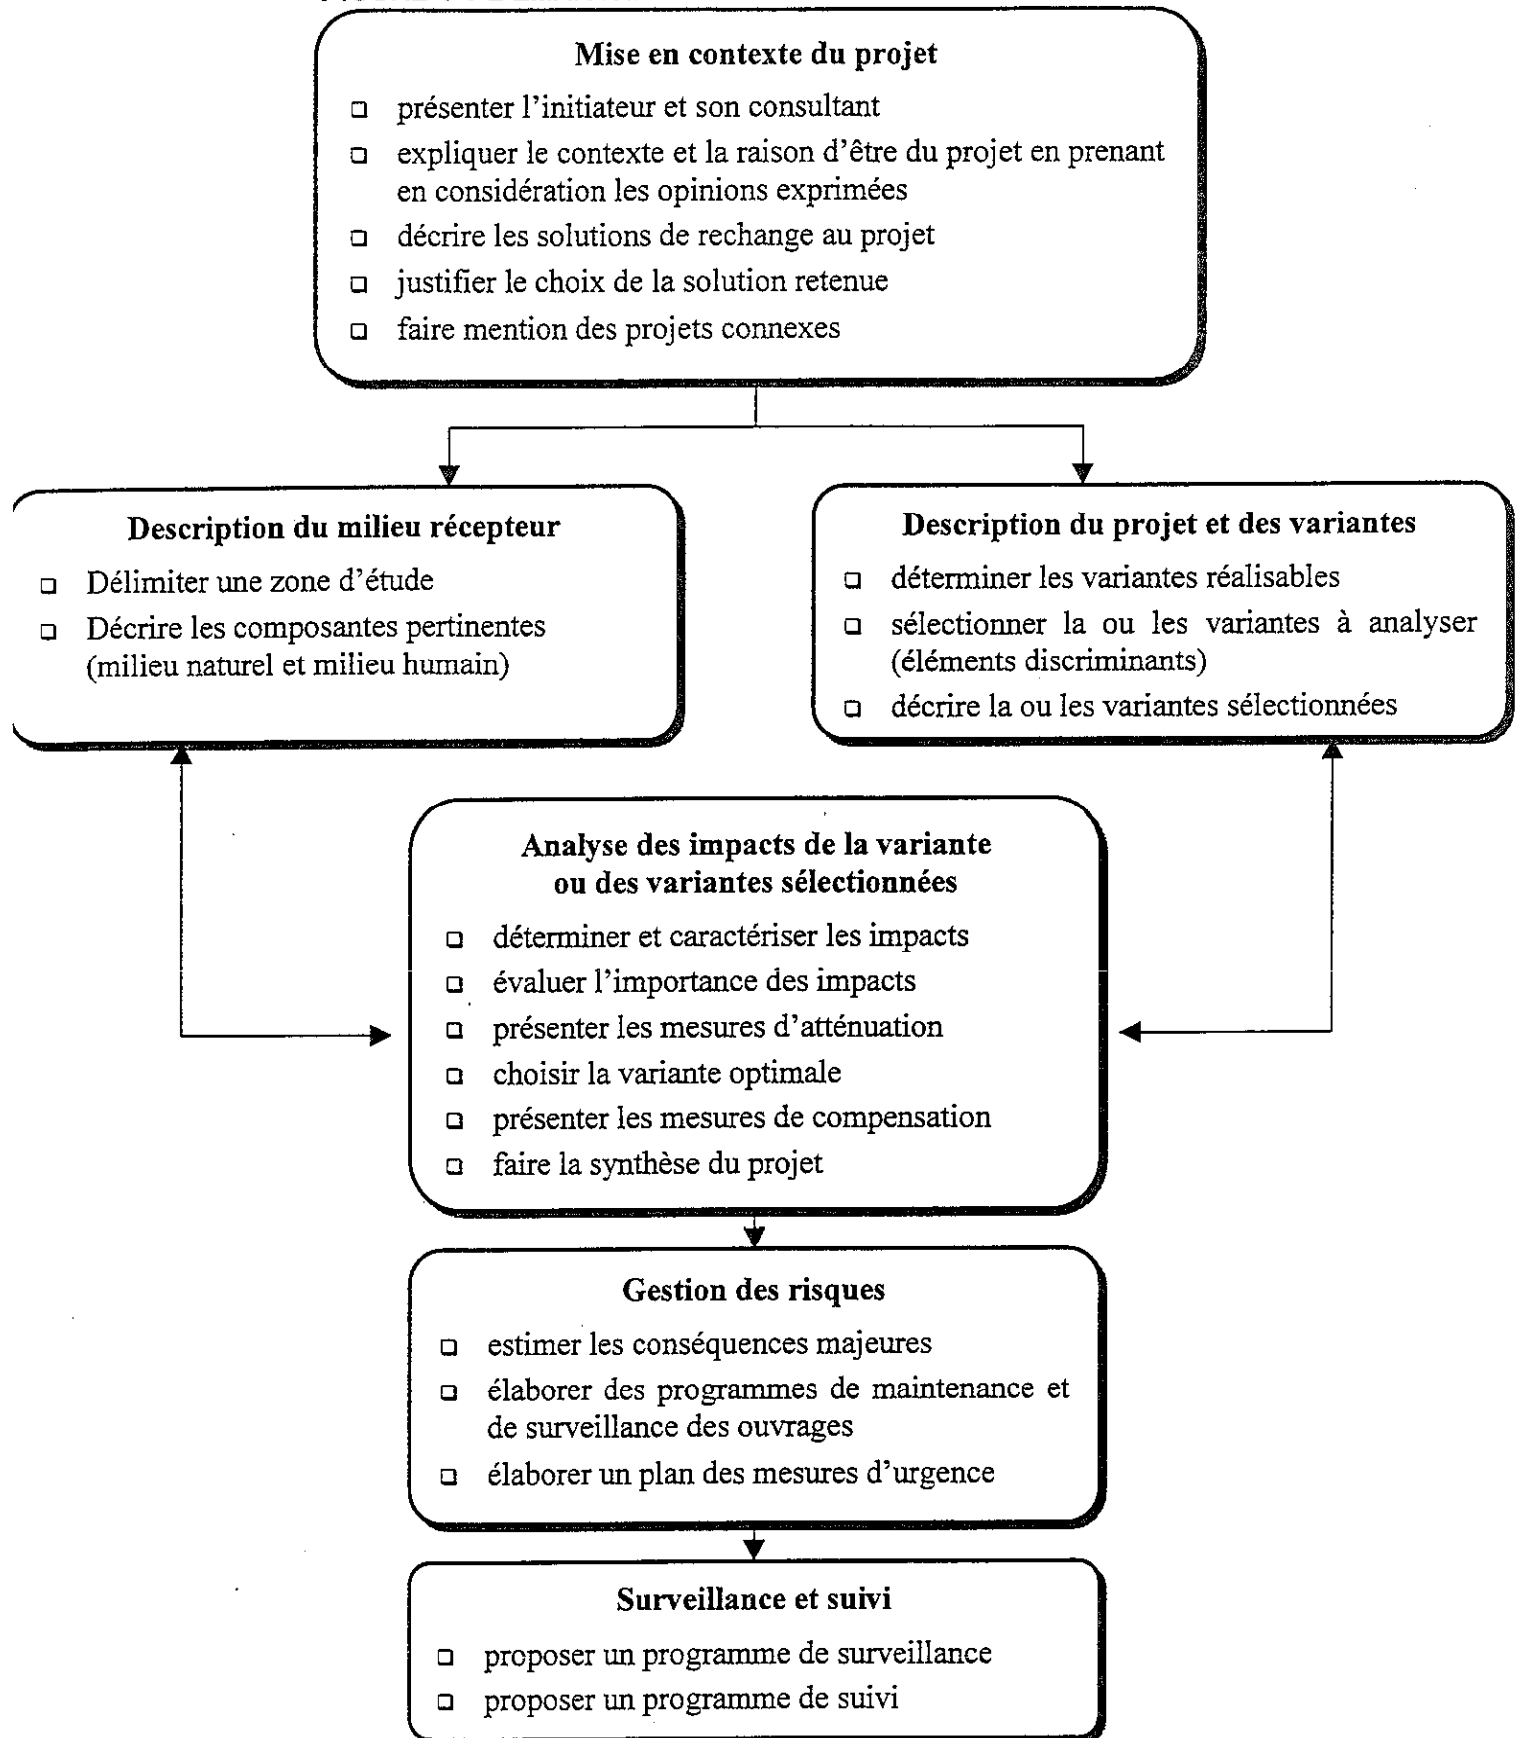 Mise en contexte du projet
❑ présenter l'initiateur et son consultant
❑ expliquer le contexte et la raison d'être du projet en prenant
en considération les opinions exprimées
❑ décrire les solutions de rechange au projet
❑ justifier le choix de la solution retenue
❑ faire mention des projets connexes
Description du milieu récepteur
❑ Délimiter une zone d'étude
❑ Décrire les composantes pertinentes
(milieu naturel et milieu humain)
Description du projet et des variantes
❑ déterminer les variantes réalisables
❑ sélectionner la ou les variantes à analyser
(éléments discriminants)
❑ décrire la ou les variantes sélectionnées
Analyse des impacts de la variante
ou des variantes sélectionnées
❑ déterminer et caractériser les impacts
❑ évaluer l'importance des impacts
❑ présenter les mesures d'atténuation
❑ choisir la variante optimale
❑ présenter les mesures de compensation
❑ faire la synthèse du projet
Gestion des risques
❑ estimer les conséquences majeures
❑ élaborer des programmes de maintenance et
de surveillance des ouvrages
❑ élaborer un plan des mesures d'urgence
Surveillance et suivi
❑ proposer un programme de surveillance
❑ proposer un programme de suivi